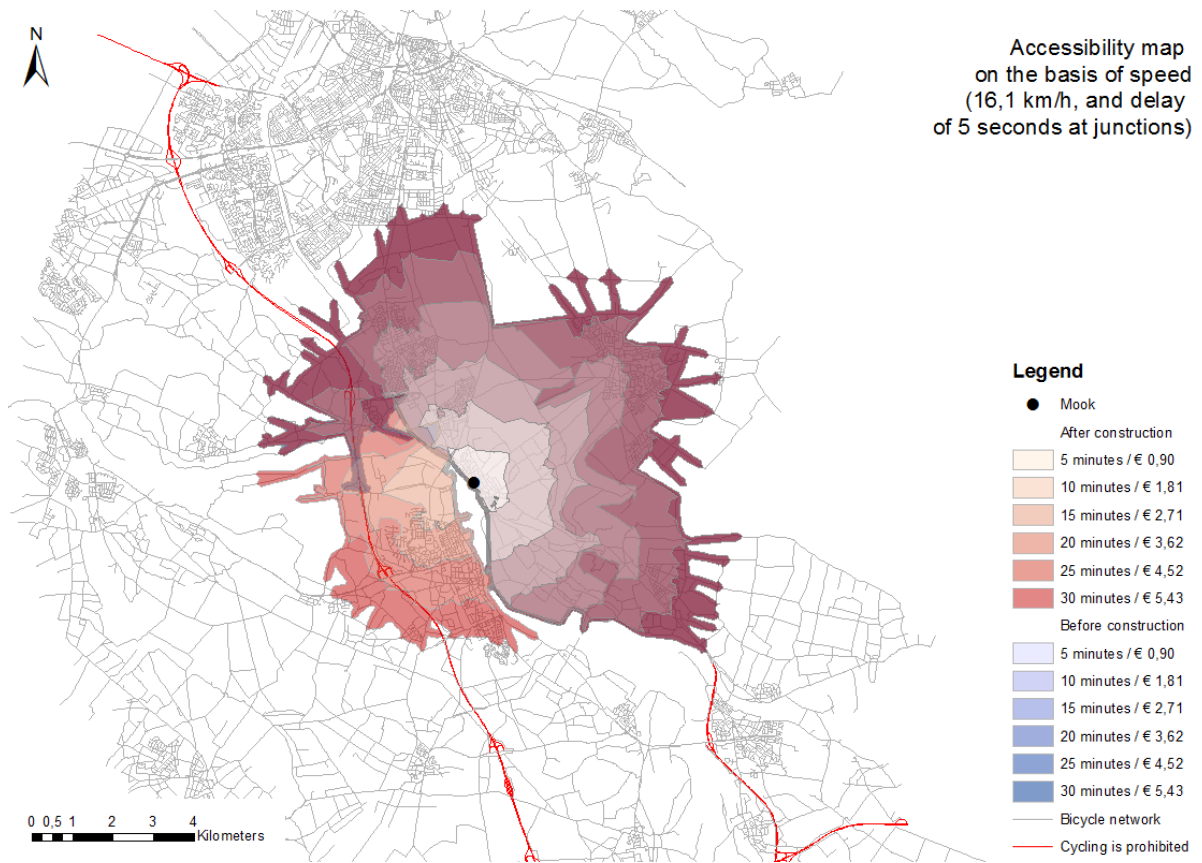 N
Accessibility map
on the basis of speed
(16,1 km/h, and delay
of 5 seconds at junctions)
Legend
Mook
After construction
5 minutes / € 0,90
10 minutes / € 1,81
15 minutes / € 2,71
20 minutes / € 3,62
25 minutes / € 4,52
30 minutes / € 5,43
Before construction
5 minutes / € 0,90
10 minutes / € 1,81
15 minutes / € 2,71
20 minutes / € 3,62
25 minutes / € 4,52
30 minutes / € 5,43
Bicycle network
Cycling is prohibited
0 0,5 1 2 3 4
Kilometers